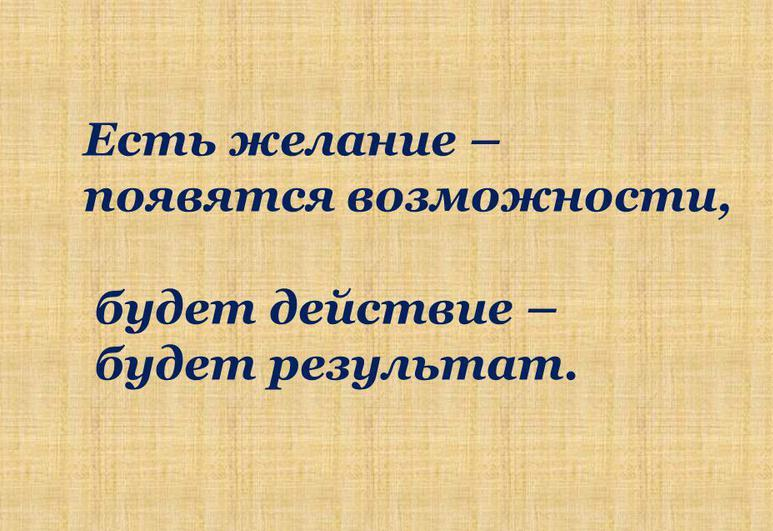 Есть желание –
появятся возможности,
будет действие –
будет результат.